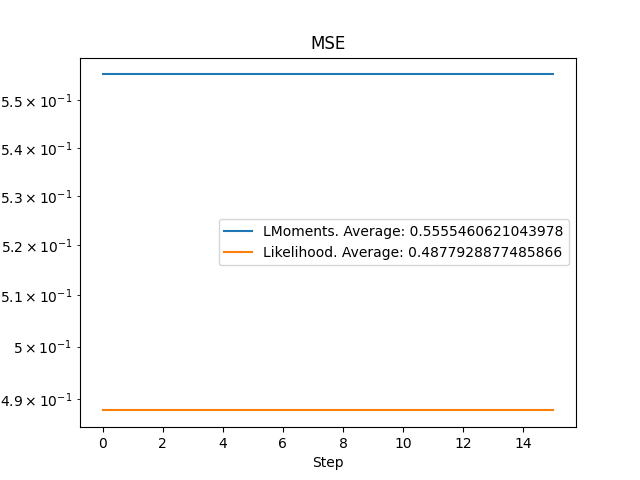 MSE
5.5 × 10⁻¹
5.4 × 10⁻¹
5.3 × 10⁻¹
5.2 × 10⁻¹
5.1 × 10⁻¹
5 × 10⁻¹
4.9 × 10⁻¹
LMoments. Average: 0.5555460621043978
Likelihood. Average: 0.4877928877485866
0 2 4 6 8 10 12 14
Step